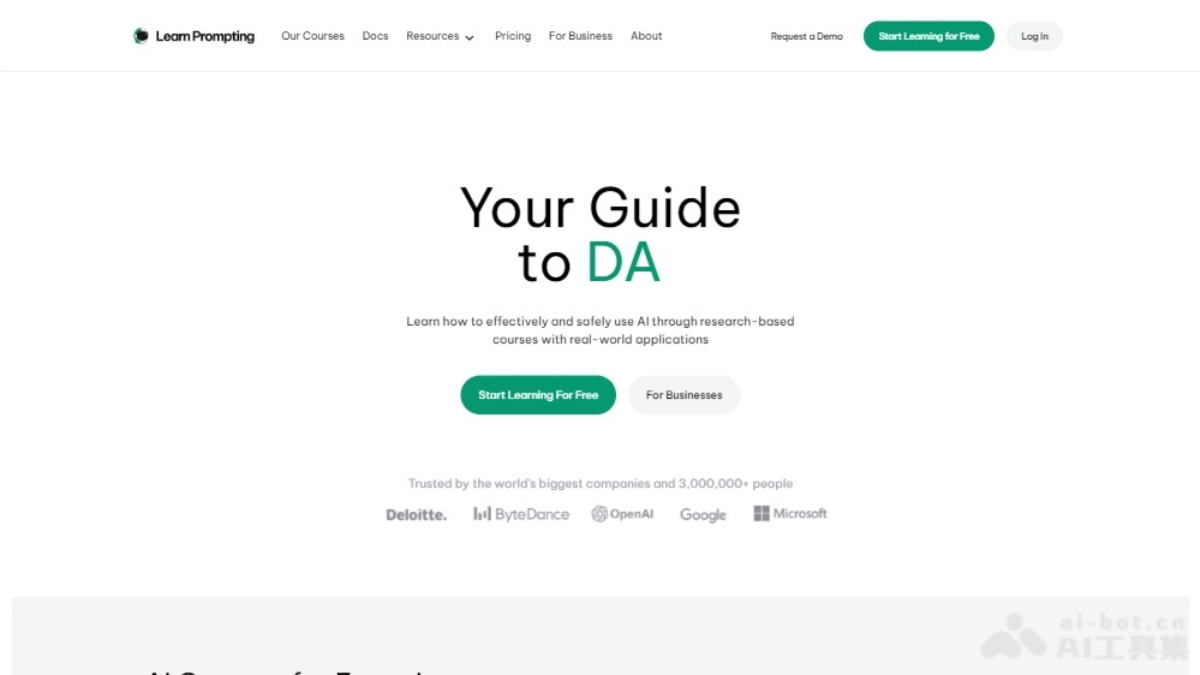 Learn Prompting
Our Courses
Docs
Resources
Pricing
For Business
About
Request a Demo
Start Learning for Free
Log In
Your Guide
to DA
Learn how to effectively and safely use AI through research-based
courses with real-world applications
Start Learning For Free
For Businesses
Trusted by the world's biggest companies and 3,000,000+ people
Deloitte.
ByteDance
OpenAI
Google
Microsoft
ai-bot.cn
AI工具集